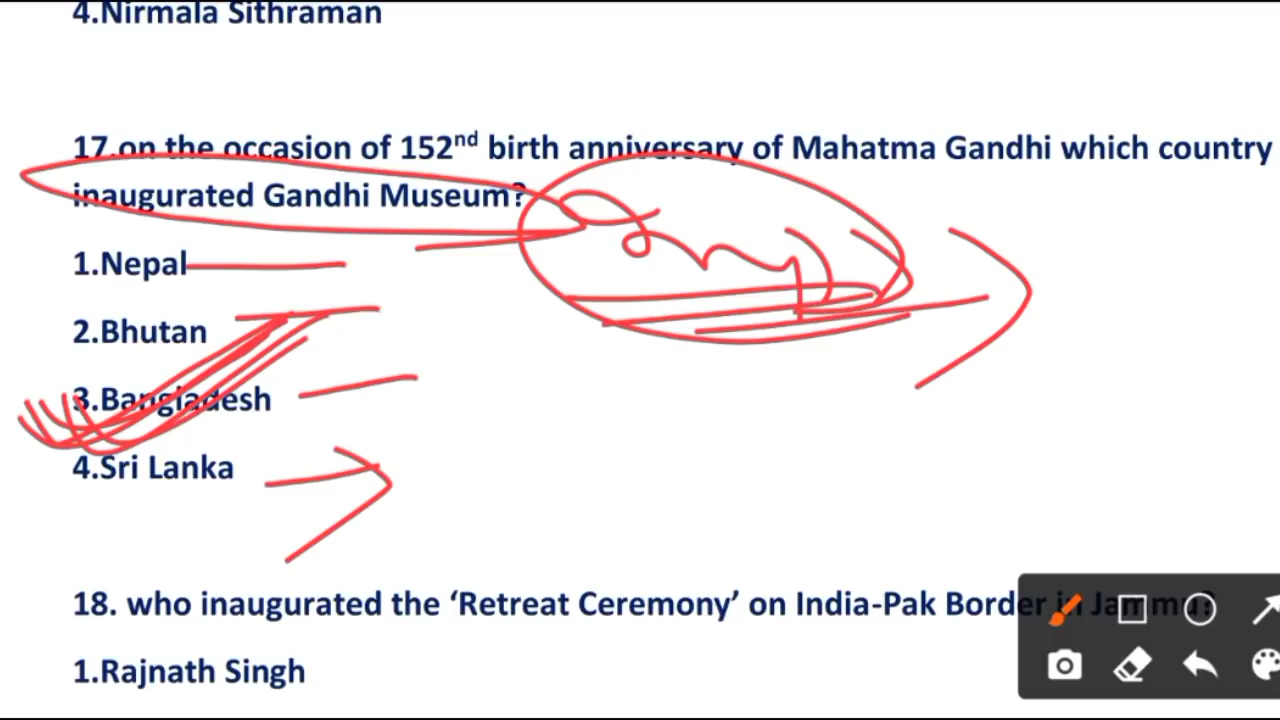 4.Nirmala Sithraman
17.on the occasion of 152nd birth anniversary of Mahatma Gandhi which country
inaugurated Gandhi Museum?
1.Nepal
2.Bhutan
3.Bangladesh
4.Sri Lanka
18. who inaugurated the ‘Retreat Ceremony’ on India-Pak Border in Jammu?
1.Rajnath Singh